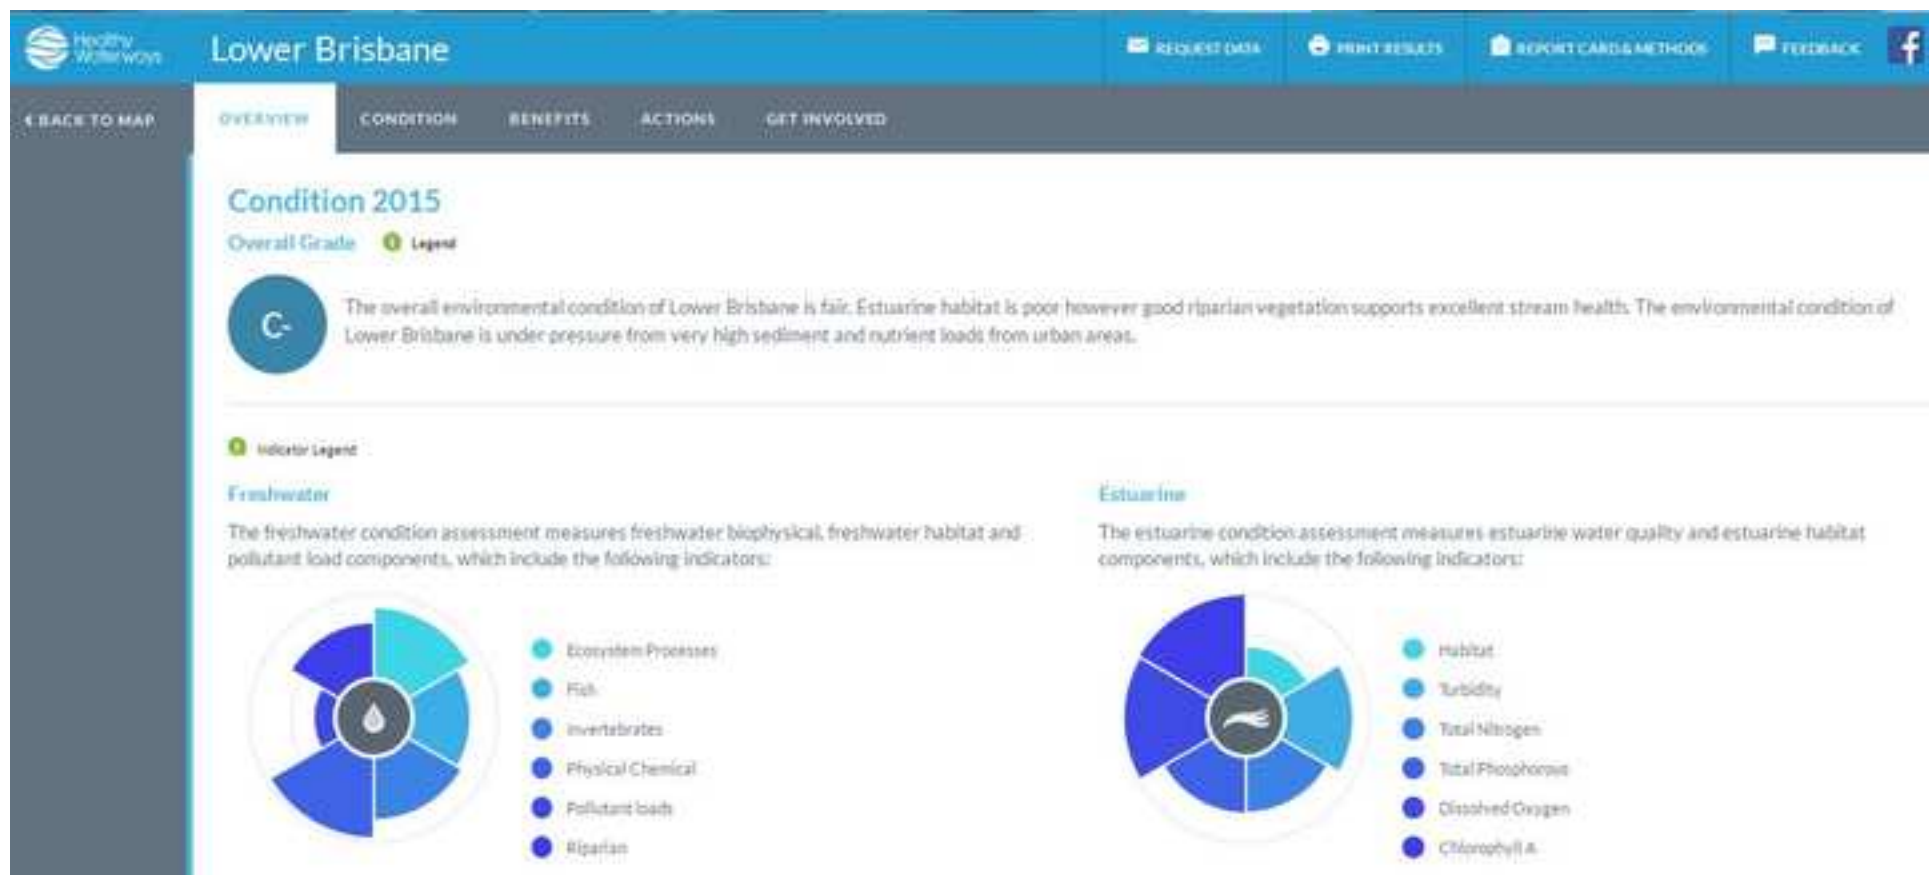 Healthy
Waterways
Lower Brisbane
REQUEST DATA
PRINT RESULTS
REPORT CARD & METHODS
FEEDBACK
f
BACK TO MAP
OVERVIEW
CONDITION
BENEFITS
ACTIONS
GET INVOLVED
Condition 2015
Overall Grade
Legend
C-
The overall environmental condition of Lower Brisbane is fair. Estuarine habitat is poor however good riparian vegetation supports excellent stream health. The environmental condition of
Lower Brisbane is under pressure from very high sediment and nutrient loads from urban areas.
Indicator Legend
Freshwater
The freshwater condition assessment measures freshwater biophysical, freshwater habitat and
pollutant load components, which include the following indicators:
Ecosystem Processes
Fish
Invertebrates
Physical Chemical
Pollutant loads
Riparian
Estuarine
The estuarine condition assessment measures estuarine water quality and estuarine habitat
components, which include the following indicators:
Habitat
Turbidity
Total Nitrogen
Total Phosphorous
Dissolved Oxygen
Chlorophyll A